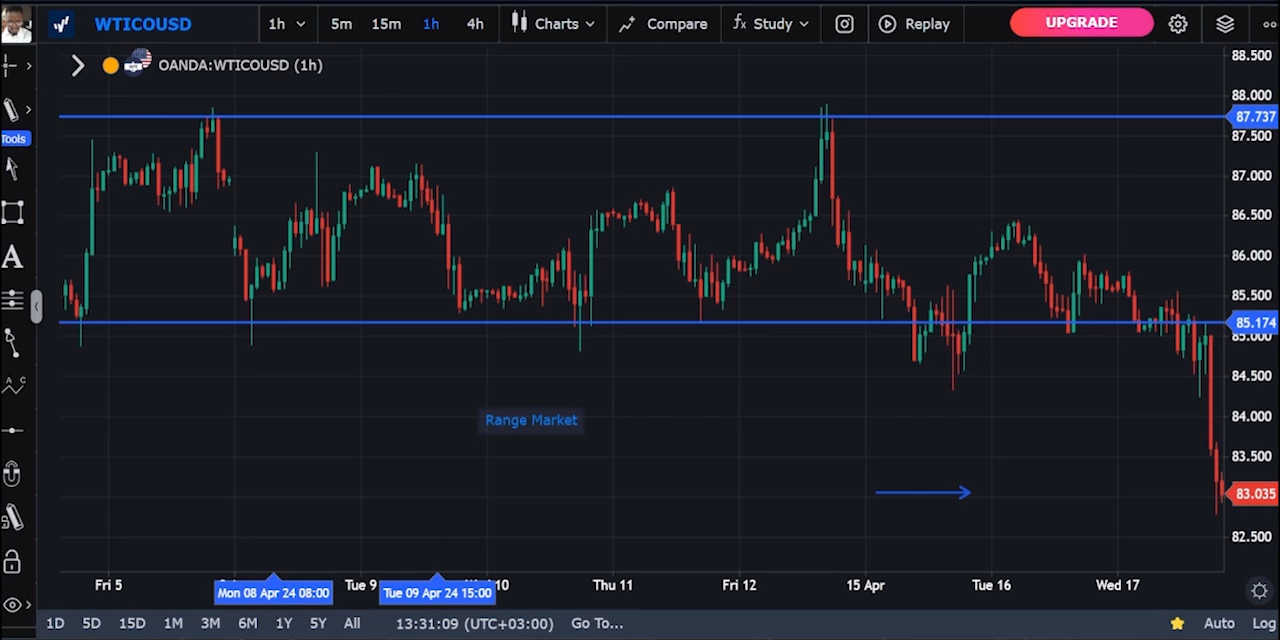 WTICOUSD 1h 5m 15m 1h 4h Charts Compare fx Study Replay UPGRADE
OANDA:WTICOUSD (1h)
88.500
88.000
87.737
87.500
87.000
86.500
86.000
85.500
85.174
85.000
84.500
84.000
83.500
83.035
82.500
Tools
A
A C
Range Market
Fri 5 Tue 9 10 Thu 11 Fri 12 15 Apr Tue 16 Wed 17
Mon 08 Apr 24 08:00 Tue 09 Apr 24 15:00
1D 5D 15D 1M 3M 6M 1Y 5Y All 13:31:09 (UTC+03:00) Go To... Auto Log